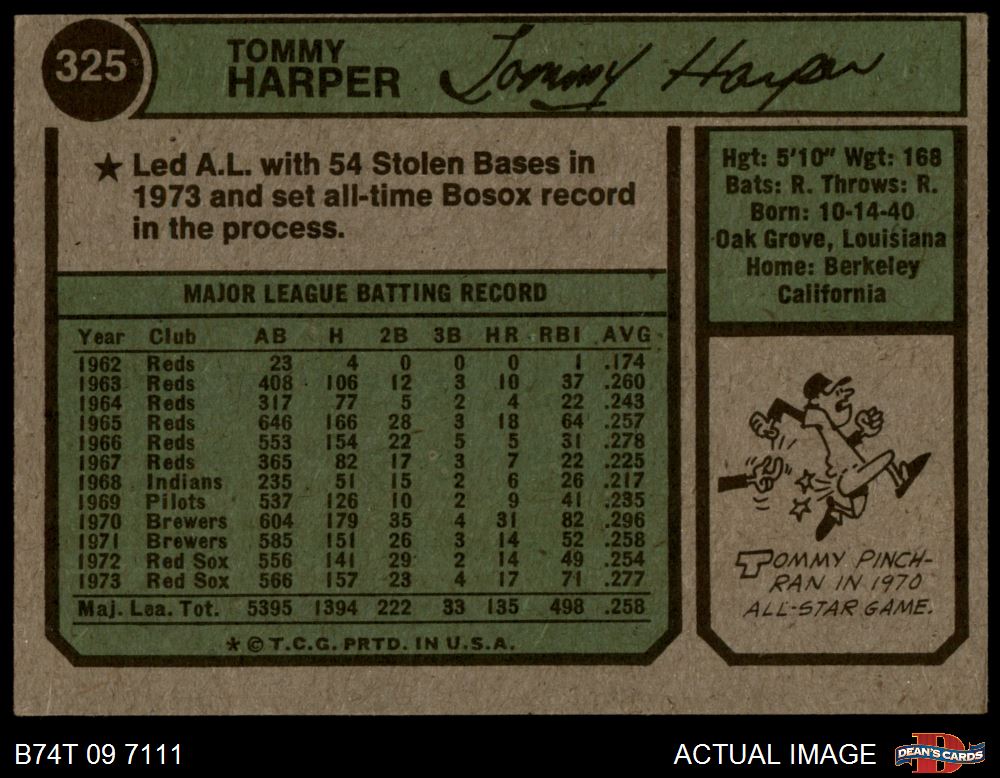 325
TOMMY
HARPER
Tommy Harper
★ Led A.L. with 54 Stolen Bases in
1973 and set all-time Bosox record
in the process.
MAJOR LEAGUE BATTING RECORD
Year Club AB H 2B 3B HR RBI AVG
1962 Reds 23 4 0 0 0 1 .174
1963 Reds 408 106 12 3 10 37 .260
1964 Reds 317 77 5 2 4 22 .243
1965 Reds 646 166 28 3 18 64 .257
1966 Reds 553 154 22 5 5 31 .278
1967 Reds 365 82 17 3 7 22 .225
1968 Indians 235 51 15 2 6 26 .217
1969 Pilots 537 126 10 2 9 41 .235
1970 Brewers 604 179 35 4 31 82 .296
1971 Brewers 585 151 26 3 14 52 .258
1972 Red Sox 556 141 29 2 14 49 .254
1973 Red Sox 566 157 23 4 17 71 .277
Maj. Lea. Tot. 5395 1394 222 33 135 498 .258
* © T.C.G. PRTD. IN U.S.A.
Hgt: 5'10" Wgt: 168
Bats: R. Throws: R.
Born: 10-14-40
Oak Grove, Louisiana
Home: Berkeley
California
TOMMY PINCH-
RAN IN 1970
ALL-STAR GAME.
B74T 09 7111
ACTUAL IMAGE
D
DEAN'S CARDS